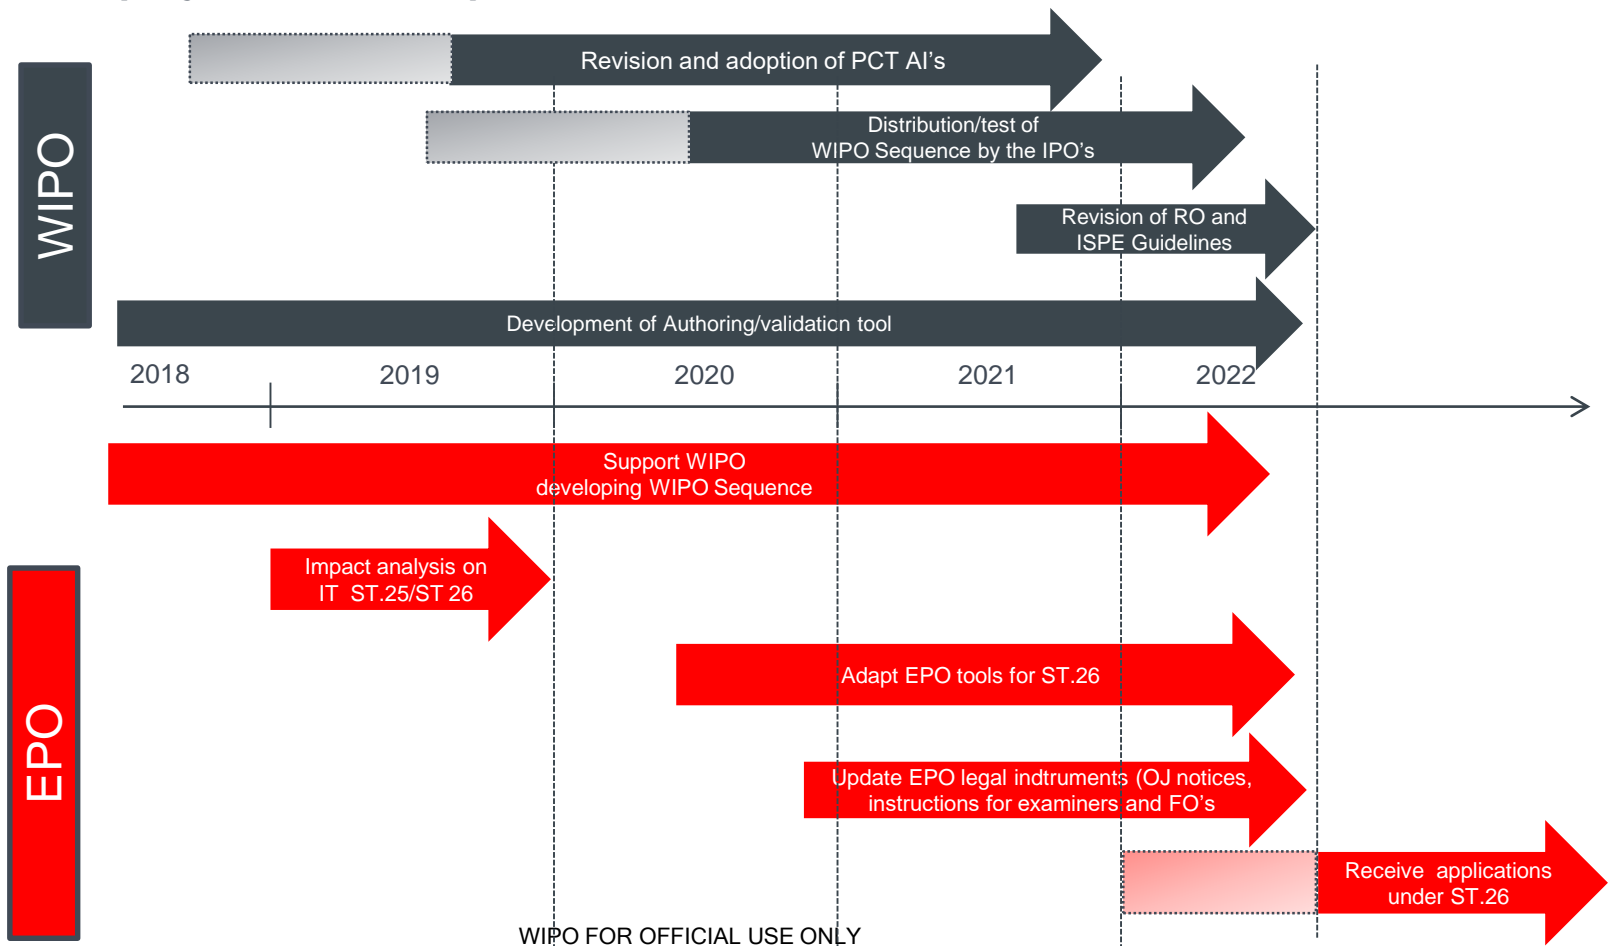 Revision and adoption of PCT AI's
Distribution/test of
WIPO Sequence by the IPO's
WIPO
Revision of RO and
ISPE Guidelines
Development of Authoring/validation tool
2018 2019 2020 2021 2022
Support WIPO
developing WIPO Sequence
Impact analysis on
IT ST.25/ST 26
Adapt EPO tools for ST.26
EPO
Update EPO legal indtruments (OJ notices,
instructions for examiners and FO's
Receive applications
under ST.26
WIPO FOR OFFICIAL USE ONLY